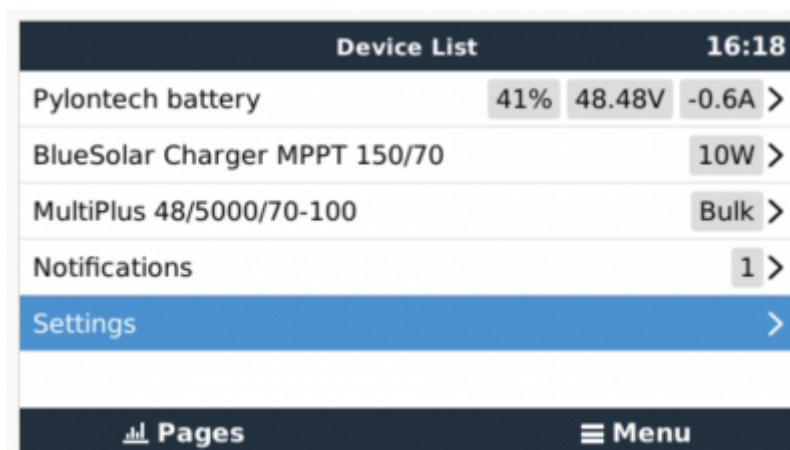 Device List 16:18
Pylontech battery 41% 48.48V -0.6A
BlueSolar Charger MPPT 150/70 10W
MultiPlus 48/5000/70-100 Bulk
Notifications 1
Settings
Pages Menu